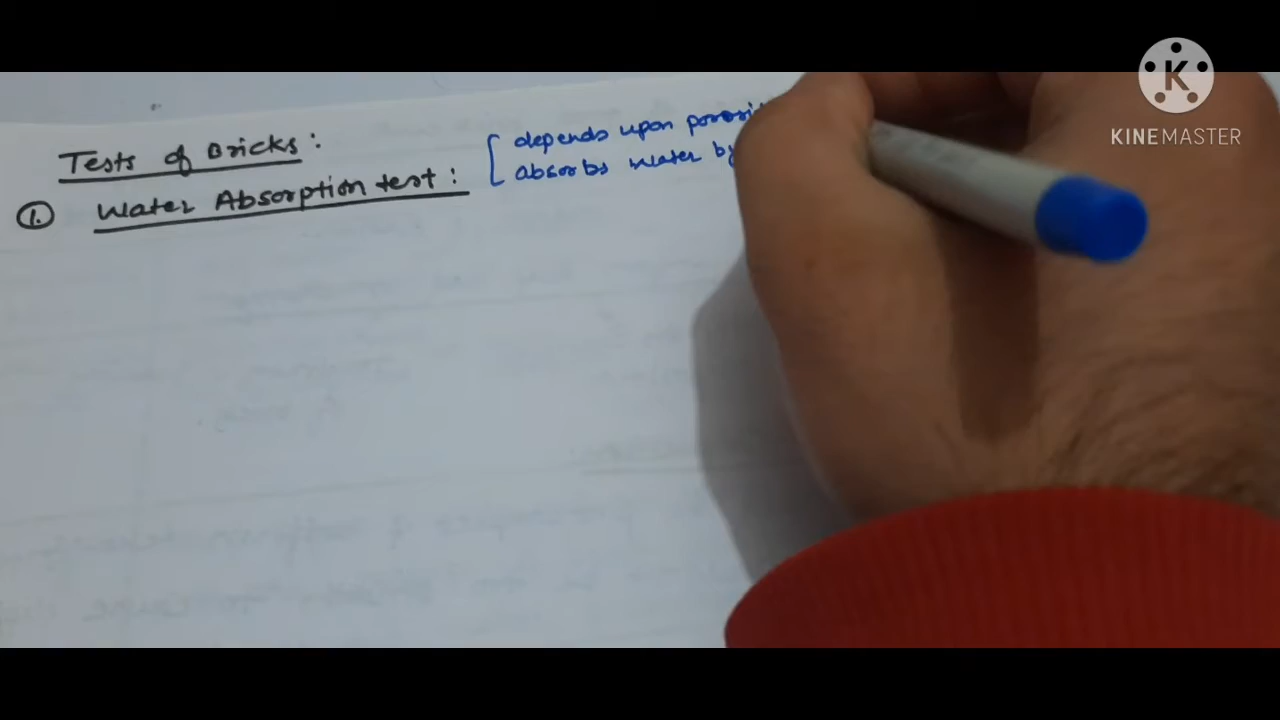 Tests of Bricks :
depends upon
① Water Absorption test :
absorbs water by
K
KINEMASTER